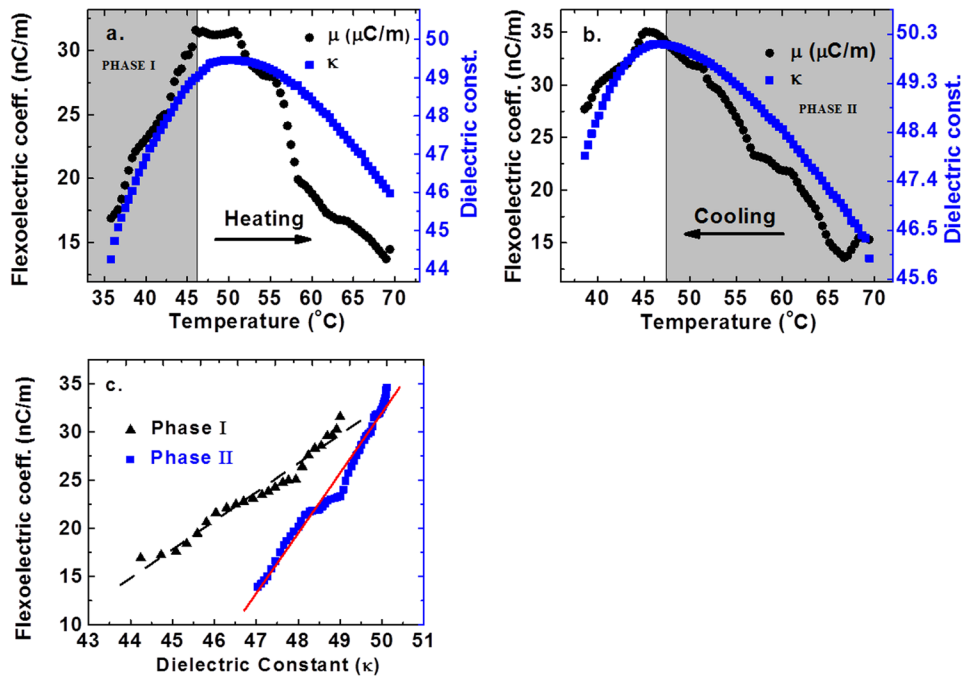 a.
PHASE I
μ (μC/m)
κ
Heating
Flexoelectric coeff. (nC/m)
30
25
20
15
35 40 45 50 55 60 65 70
Temperature (°C)
50
49
48
47
46
45
44
Dielectric const.
b.
μ (μC/m)
κ
PHASE II
Cooling
Flexoelectric coeff. (nC/m)
35
30
25
20
15
40 45 50 55 60 65 70
Temperature (°C)
50.3
49.3
48.4
47.4
46.5
45.6
Dielectric const.
c.
Phase I
Phase II
Flexoelectric coeff. (nC/m)
35
30
25
20
15
10
43 44 45 46 47 48 49 50 51
Dielectric Constant (κ)